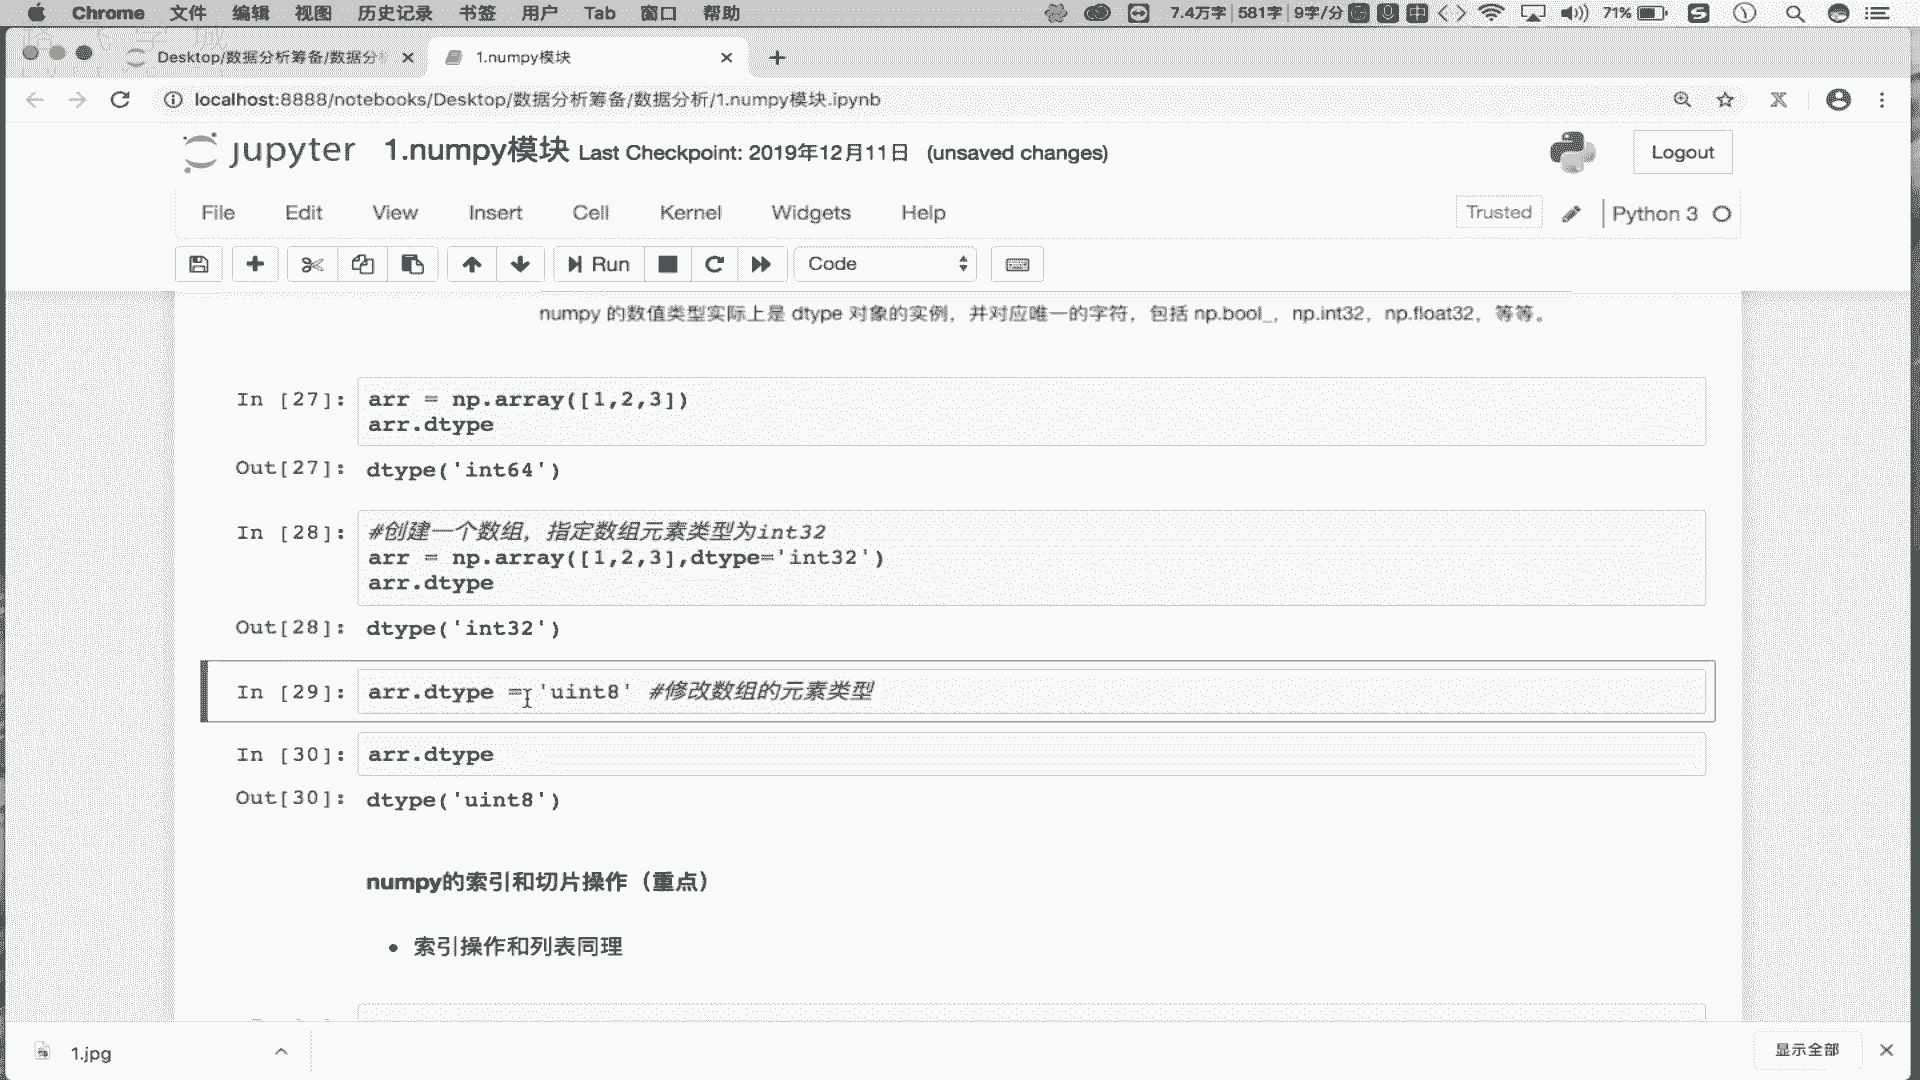 Chrome 文件 编辑 视图 历史记录 书签 用户 Tab 窗口 帮助 7.4万字 581字 9字/分 中 71%
Desktop/数据分析筹备/数据分 1.numpy模块
localhost:8888/notebooks/Desktop/数据分析筹备/数据分析/1.numpy模块.ipynb
jupyter 1.numpy模块 Last Checkpoint: 2019年12月11日 (unsaved changes) Logout
File Edit View Insert Cell Kernel Widgets Help Trusted Python 3
Run Code
numpy 的数值类型实际上是 dtype 对象的实例，并对应唯一的字符，包括 np.bool_，np.int32，np.float32，等等。
In [27]: arr = np.array([1,2,3])
arr.dtype
Out[27]: dtype('int64')
In [28]: #创建一个数组，指定数组元素类型为int32
arr = np.array([1,2,3],dtype='int32')
arr.dtype
Out[28]: dtype('int32')
In [29]: arr.dtype = 'uint8' #修改数组的元素类型
In [30]: arr.dtype
Out[30]: dtype('uint8')
numpy的索引和切片操作（重点）
• 索引操作和列表同理
1.jpg 显示全部